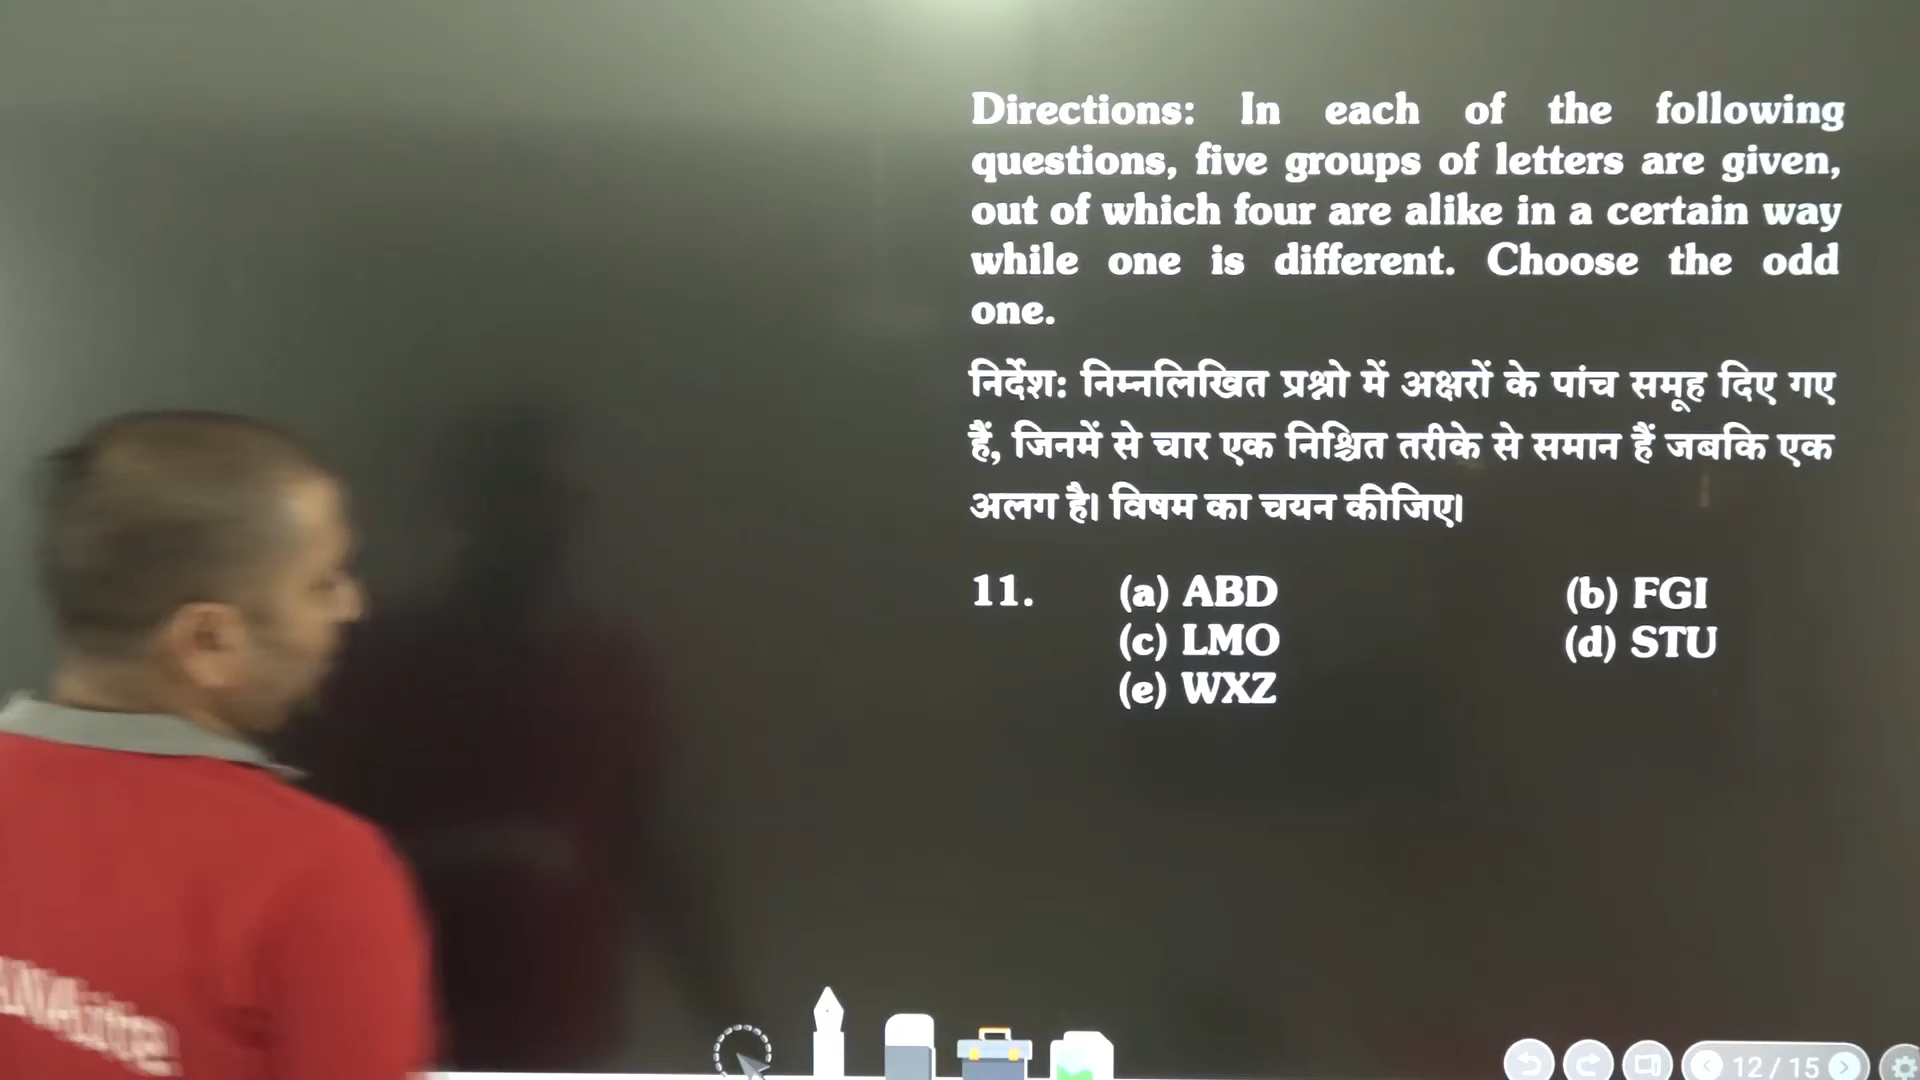 Directions: In each of the following
questions, five groups of letters are given,
out of which four are alike in a certain way
while one is different. Choose the odd
one.
निर्देश: निम्नलिखित प्रश्नो में अक्षरों के पांच समूह दिए गए
हैं, जिनमें से चार एक निश्चित तरीके से समान हैं जबकि एक
अलग है। विषम का चयन कीजिए।
11. (a) ABD (b) FGI
(c) LMO (d) STU
(e) WXZ
12 / 15